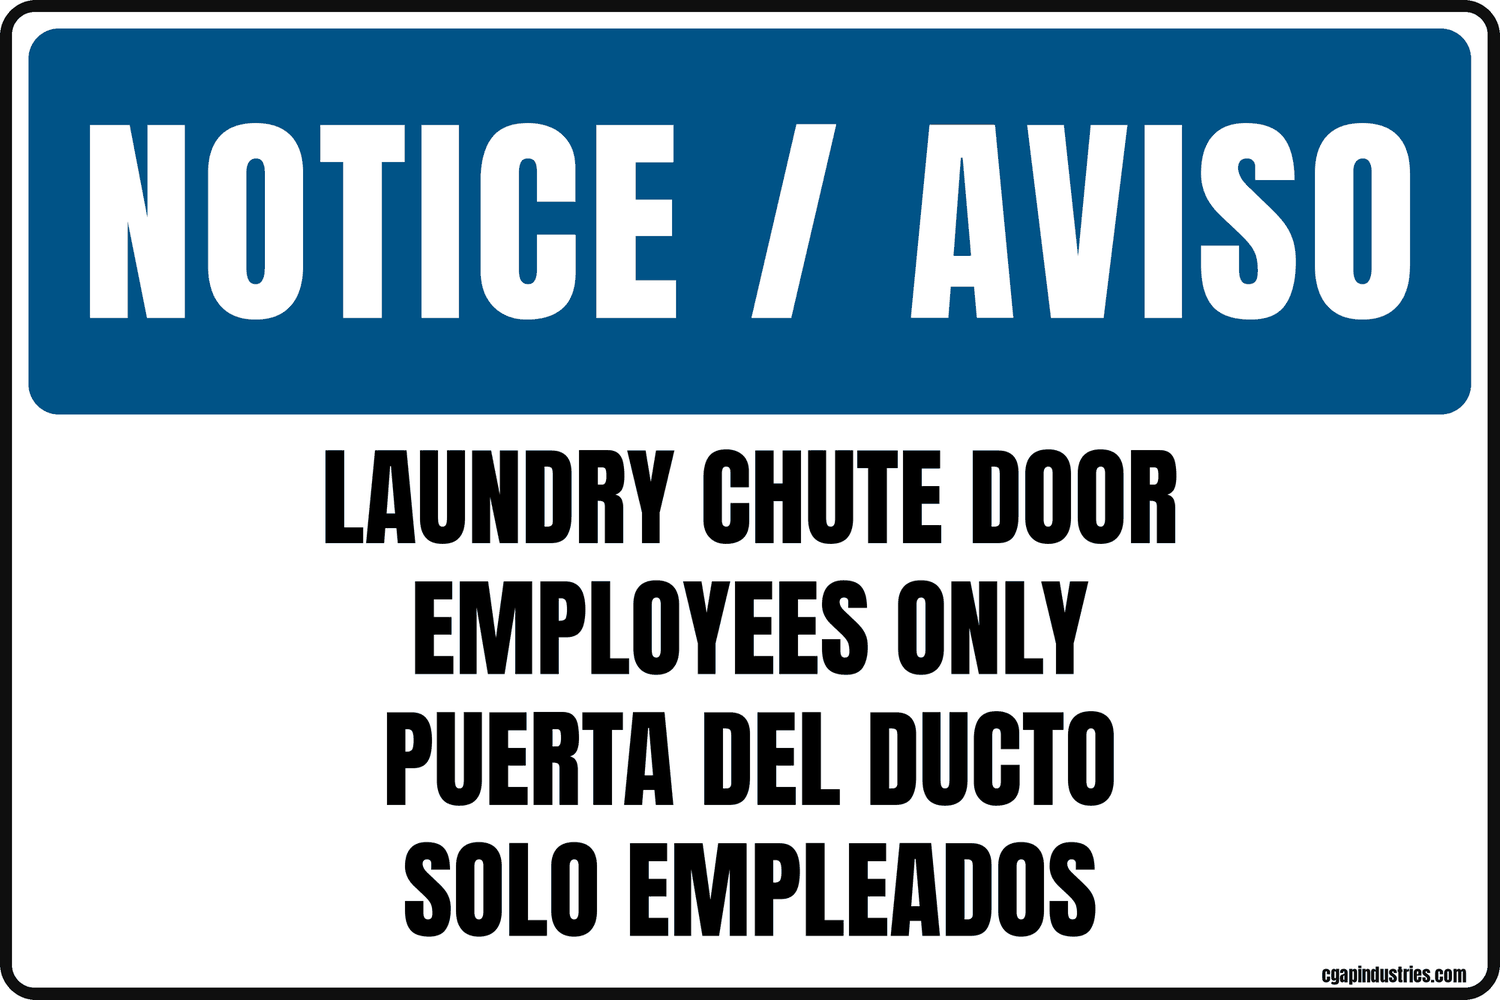 NOTICE / AVISO
LAUNDRY CHUTE DOOR
EMPLOYEES ONLY
PUERTA DEL DUCTO
SOLO EMPLEADOS
cgapindustries.com